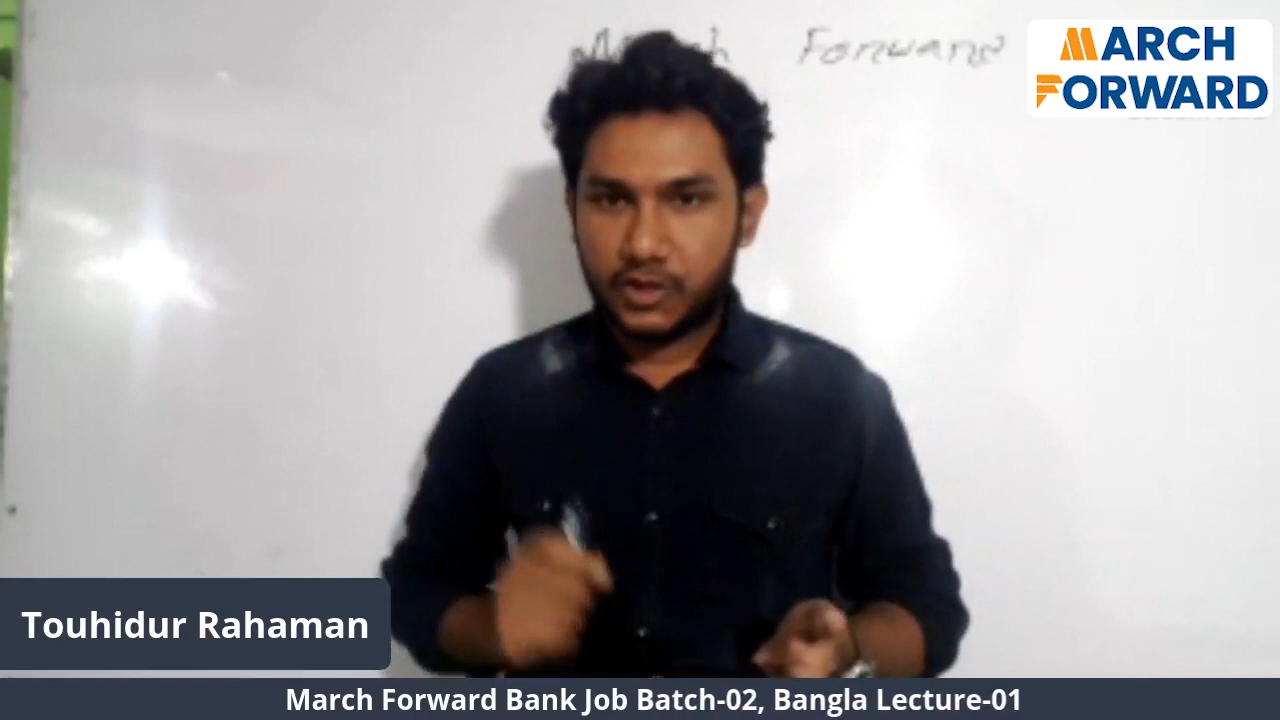 Forward
MARCH
FORWARD
Touhidur Rahaman
March Forward Bank Job Batch-02, Bangla Lecture-01